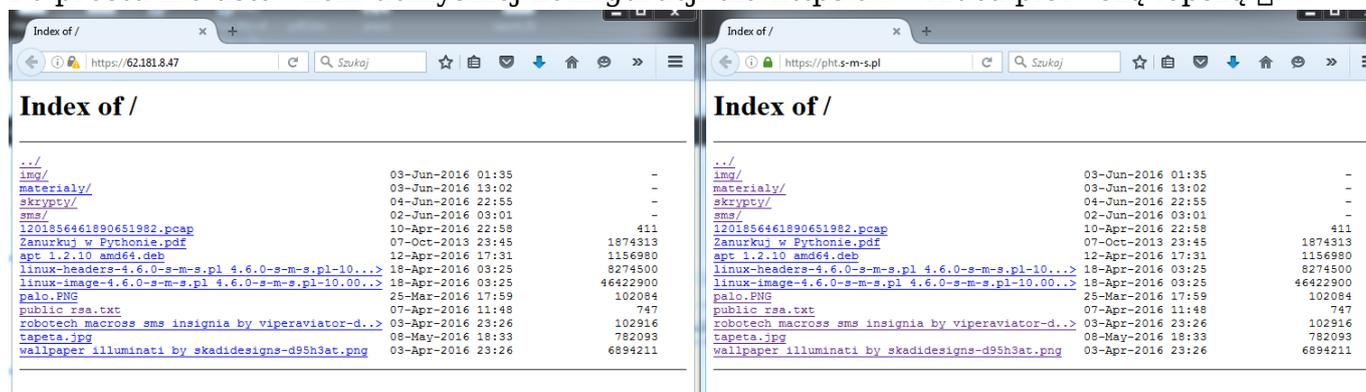 Index of /
https://62.181.8.47
Szukaj
Index of /
../
img/ 03-Jun-2016 01:35 -
materialy/ 03-Jun-2016 13:02 -
skrypty/ 04-Jun-2016 22:55 -
sms/ 02-Jun-2016 03:01 -
1201856461890651982.pcap 10-Apr-2016 22:58 411
Zanurkuj w Pythonie.pdf 07-Oct-2013 23:45 1874313
apt 1.2.10 amd64.deb 12-Apr-2016 17:31 1156980
linux-headers-4.6.0-s-m-s.pl 4.6.0-s-m-s.pl-10...> 18-Apr-2016 03:25 8274500
linux-image-4.6.0-s-m-s.pl 4.6.0-s-m-s.pl-10.00..> 18-Apr-2016 03:25 46422900
palo.PNG 25-Mar-2016 17:59 102084
public rsa.txt 07-Apr-2016 11:48 747
robotech macross sms insignia by viperaviator-d..> 03-Apr-2016 23:26 102916
tapeta.jpg 08-May-2016 18:33 782093
wallpaper illuminati by skadidesigns-d95h3at.png 03-Apr-2016 23:26 6894211
Index of /
https://pht.s-m-s.pl
Szukaj
Index of /
../
img/ 03-Jun-2016 01:35 -
materialy/ 03-Jun-2016 13:02 -
skrypty/ 04-Jun-2016 22:55 -
sms/ 02-Jun-2016 03:01 -
1201856461890651982.pcap 10-Apr-2016 22:58 411
Zanurkuj w Pythonie.pdf 07-Oct-2013 23:45 1874313
apt 1.2.10 amd64.deb 12-Apr-2016 17:31 1156980
linux-headers-4.6.0-s-m-s.pl 4.6.0-s-m-s.pl-10...> 18-Apr-2016 03:25 8274500
linux-image-4.6.0-s-m-s.pl 4.6.0-s-m-s.pl-10.00..> 18-Apr-2016 03:25 46422900
palo.PNG 25-Mar-2016 17:59 102084
public rsa.txt 07-Apr-2016 11:48 747
robotech macross sms insignia by viperaviator-d..> 03-Apr-2016 23:26 102916
tapeta.jpg 08-May-2016 18:33 782093
wallpaper illuminati by skadidesigns-d95h3at.png 03-Apr-2016 23:26 6894211